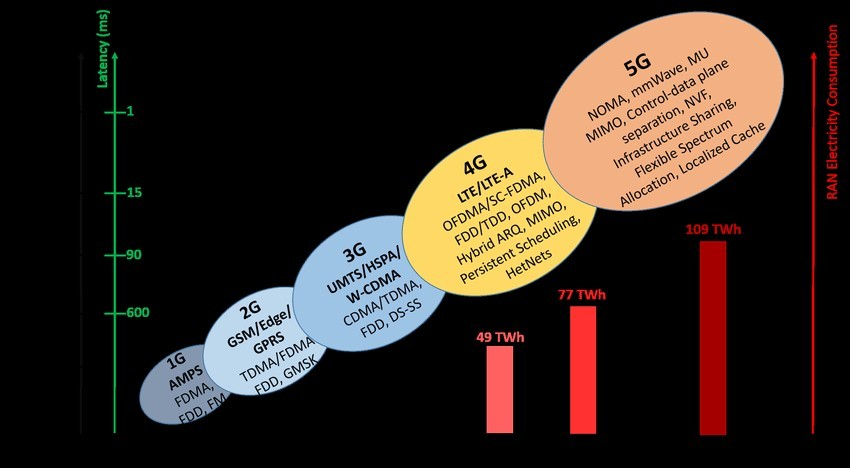 Latency (ms)
1
15
90
600
1G
AMPS
FDMA,
FDD, FM
2G
GSM/Edge/
GPRS
TDMA/FDMA
FDD, GMSK
3G
UMTS/HSPA/
W-CDMA
CDMA/TDMA,
FDD, DS-SS
4G
LTE/LTE-A
OFDMA/SC-FDMA,
FDD/TDD, OFDM,
Hybrid ARQ, MIMO,
Persistent Scheduling,
HetNets
5G
NOMA, mmWave, MU
MIMO, Control-data plane
separation, NVF,
Infrastructure Sharing,
Flexible Spectrum
Allocation, Localized Cache
49 TWh
77 TWh
109 TWh
RAN Electricity Consumption